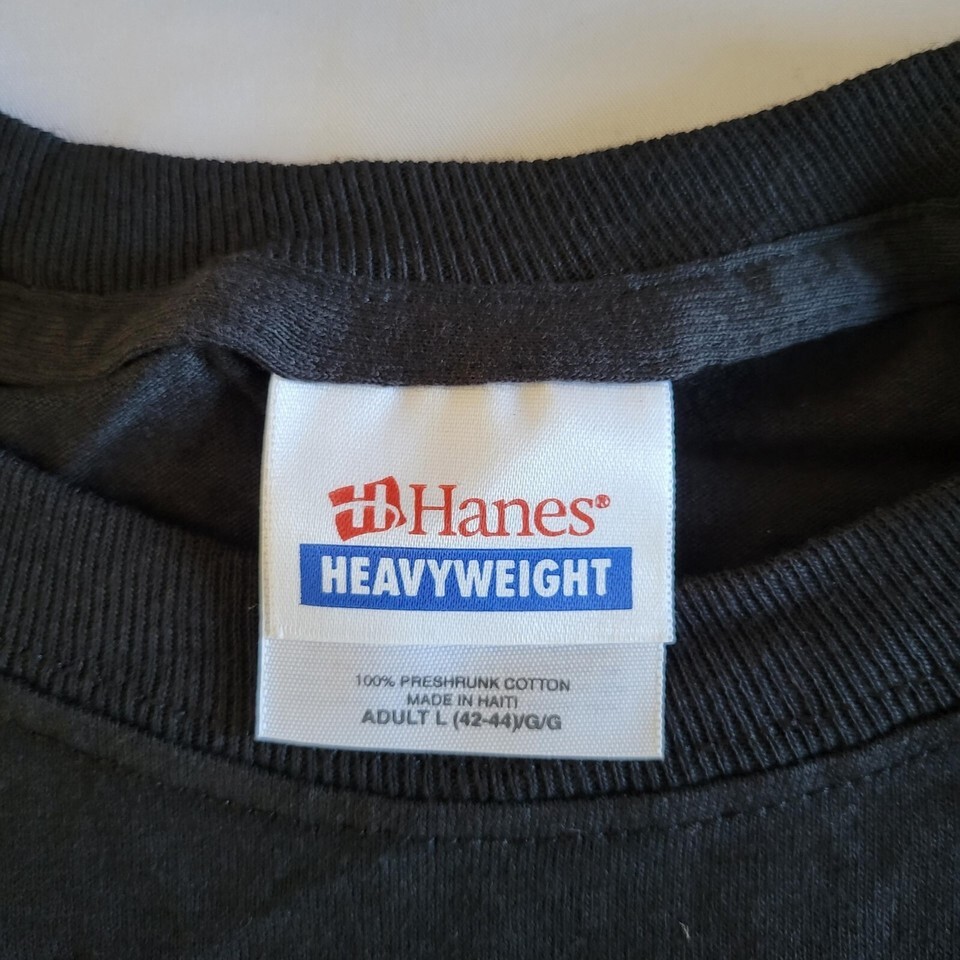 Hanes®
HEAVYWEIGHT
100% PRESHRUNK COTTON
MADE IN HAITI
ADULT L (42-44)/G/G